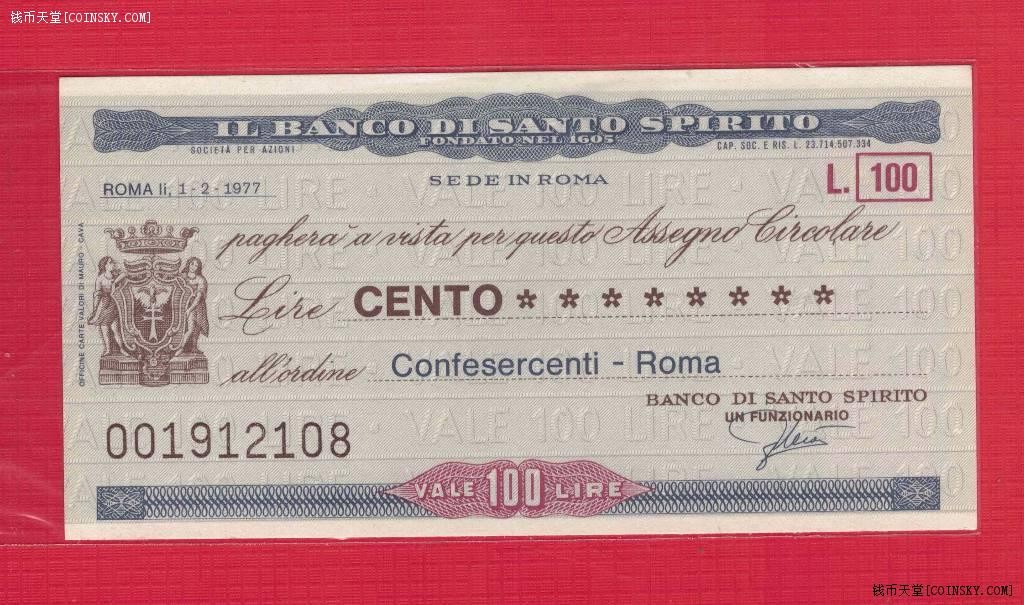 钱币天堂[COINSKY.COM]
IL BANCO DI SANTO SPIRITO
FONDATO NEL 1605
SOCIETÀ PER AZIONI
CAP. SOC. E RIS. L. 23.714.507.334
SEDE IN ROMA
L. 100
ROMA li, 1-2-1977
pagherà a vista per questo Assegno Circolare
Lire CENTO ********
all'ordine Confesercenti - Roma
BANCO DI SANTO SPIRITO
UN FUNZIONARIO
001912108
VALE 100 LIRE
OFFICINE CARTE VALORI DI MAURO - CAVA
钱币天堂[COINSKY.COM]